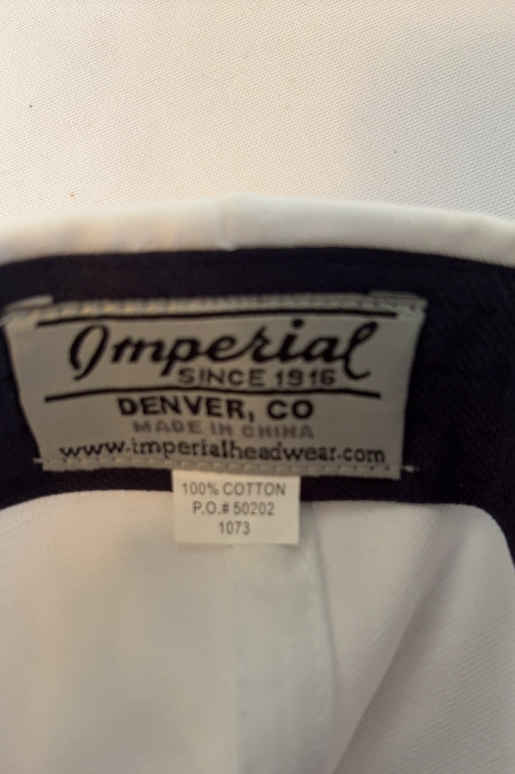 Imperial
SINCE 1916
DENVER, CO
MADE IN CHINA
www.imperialheadwear.com
100% COTTON
P.O.# 50202
1073